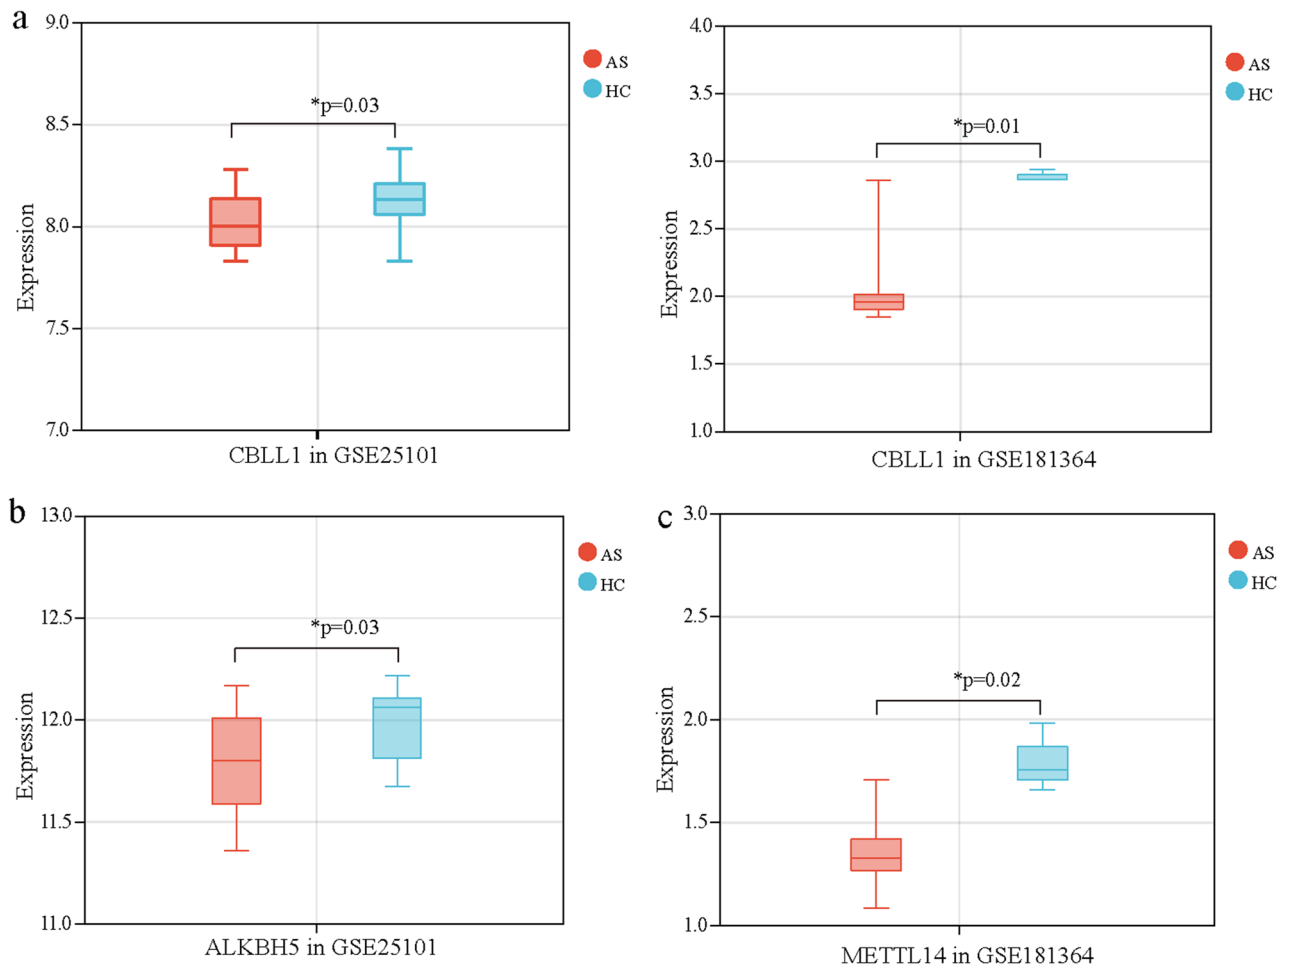 a
9.0
8.5
8.0
7.5
7.0
Expression
*p=0.03
AS
HC
CBLL1 in GSE25101
4.0
3.5
3.0
2.5
2.0
1.5
1.0
Expression
*p=0.01
AS
HC
CBLL1 in GSE181364
b
13.0
12.5
12.0
11.5
11.0
Expression
*p=0.03
AS
HC
ALKBH5 in GSE25101
c
3.0
2.5
2.0
1.5
1.0
Expression
*p=0.02
AS
HC
METTL14 in GSE181364